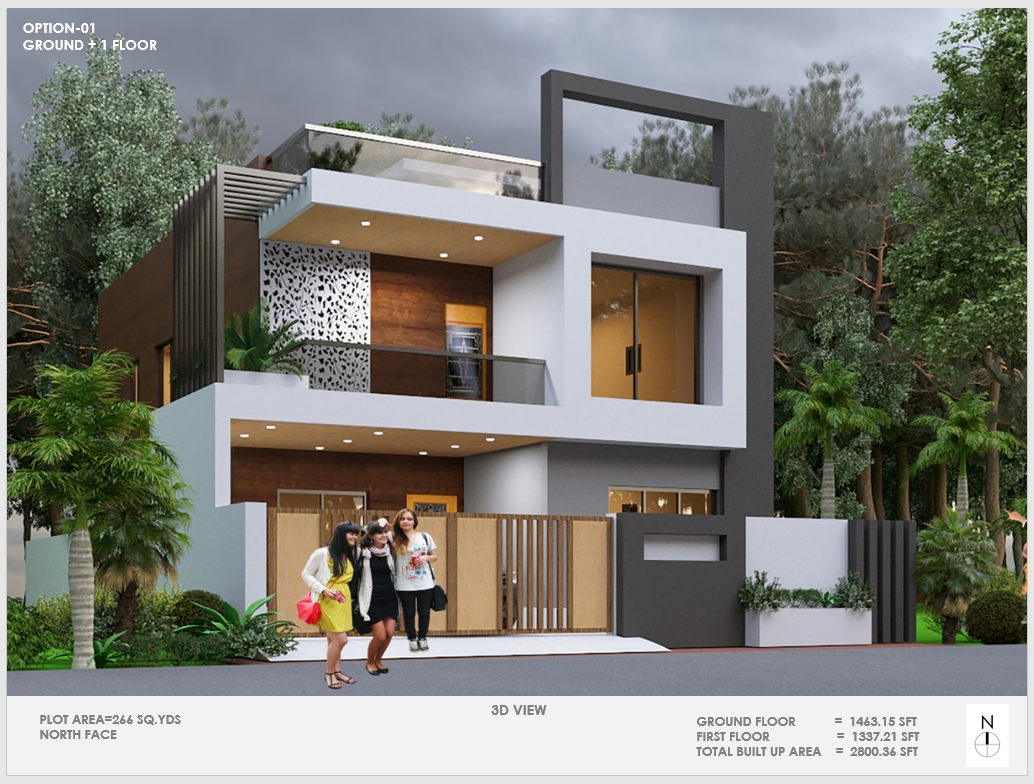 OPTION-01
GROUND + 1 FLOOR
3D VIEW
PLOT AREA=266 SQ.YDS
NORTH FACE
GROUND FLOOR = 1463.15 SFT
FIRST FLOOR = 1337.21 SFT
TOTAL BUILT UP AREA = 2800.36 SFT
N